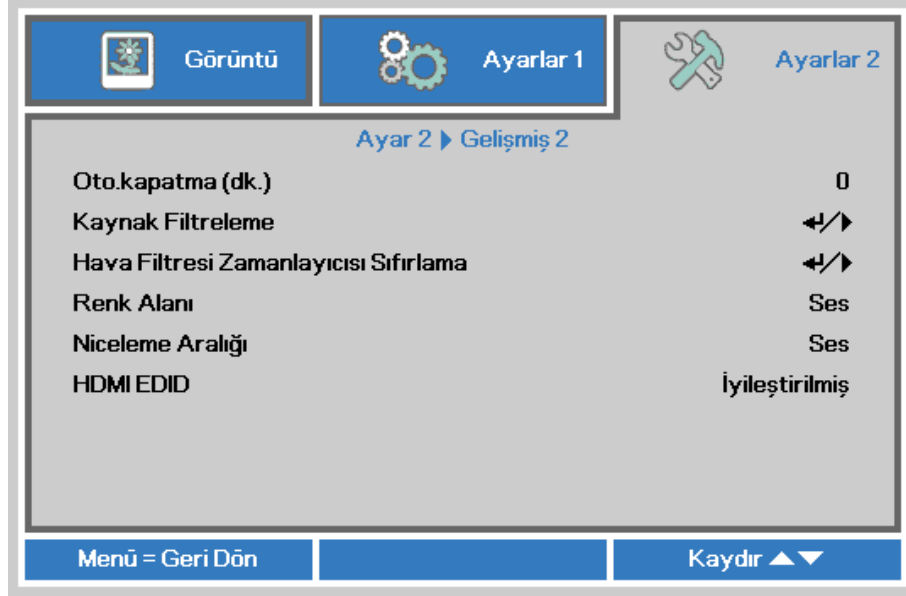 Görüntü
Ayarlar 1
Ayarlar 2
Ayar 2 ▶ Gelişmiş 2
Oto.kapatma (dk.) 0
Kaynak Filtreleme ↵/▶
Hava Filtresi Zamanlayıcısı Sıfırlama ↵/▶
Renk Alanı Ses
Niceleme Aralığı Ses
HDMI EDID İyileştirilmiş
Menü = Geri Dön
Kaydır ▲▼